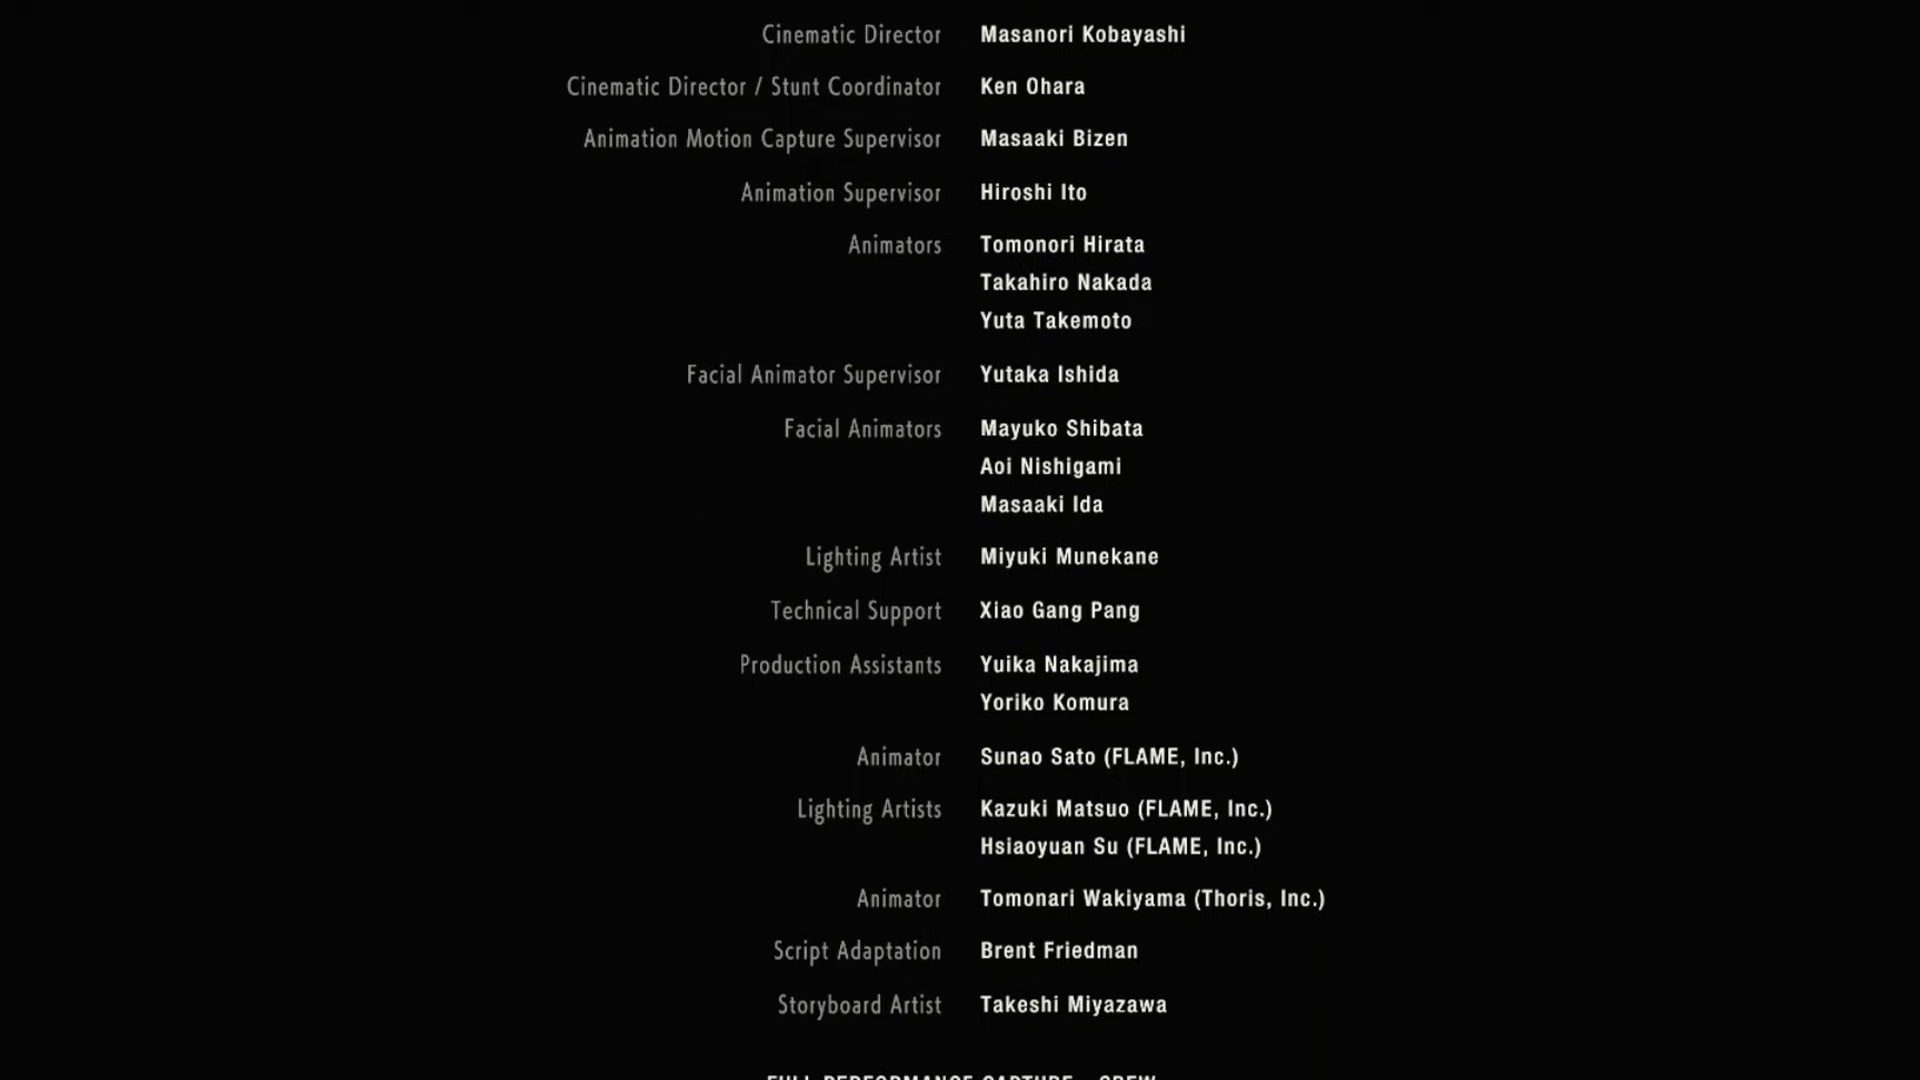 Cinematic Director Masanori Kobayashi
Cinematic Director / Stunt Coordinator Ken Ohara
Animation Motion Capture Supervisor Masaaki Bizen
Animation Supervisor Hiroshi Ito
Animators Tomonori Hirata
Takahiro Nakada
Yuta Takemoto
Facial Animator Supervisor Yutaka Ishida
Facial Animators Mayuko Shibata
Aoi Nishigami
Masaaki Ida
Lighting Artist Miyuki Munekane
Technical Support Xiao Gang Pang
Production Assistants Yuika Nakajima
Yoriko Komura
Animator Sunao Sato (FLAME, Inc.)
Lighting Artists Kazuki Matsuo (FLAME, Inc.)
Hsiaoyuan Su (FLAME, Inc.)
Animator Tomonari Wakiyama (Thoris, Inc.)
Script Adaptation Brent Friedman
Storyboard Artist Takeshi Miyazawa
FULL PERFORMANCE CAPTURE - CREW